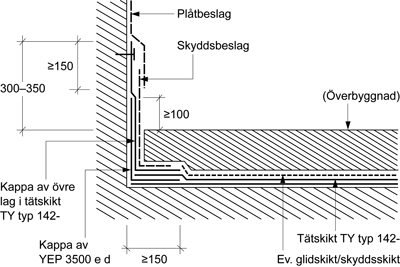 Plåtbeslag
Skyddsbeslag
≥150
300–350
≥100
(Överbyggnad)
Kappa av övre
lag i tätskikt
TY typ 142-
Kappa av
YEP 3500 e d
≥150
Tätskikt TY typ 142-
Ev. glidskikt/skyddsskikt